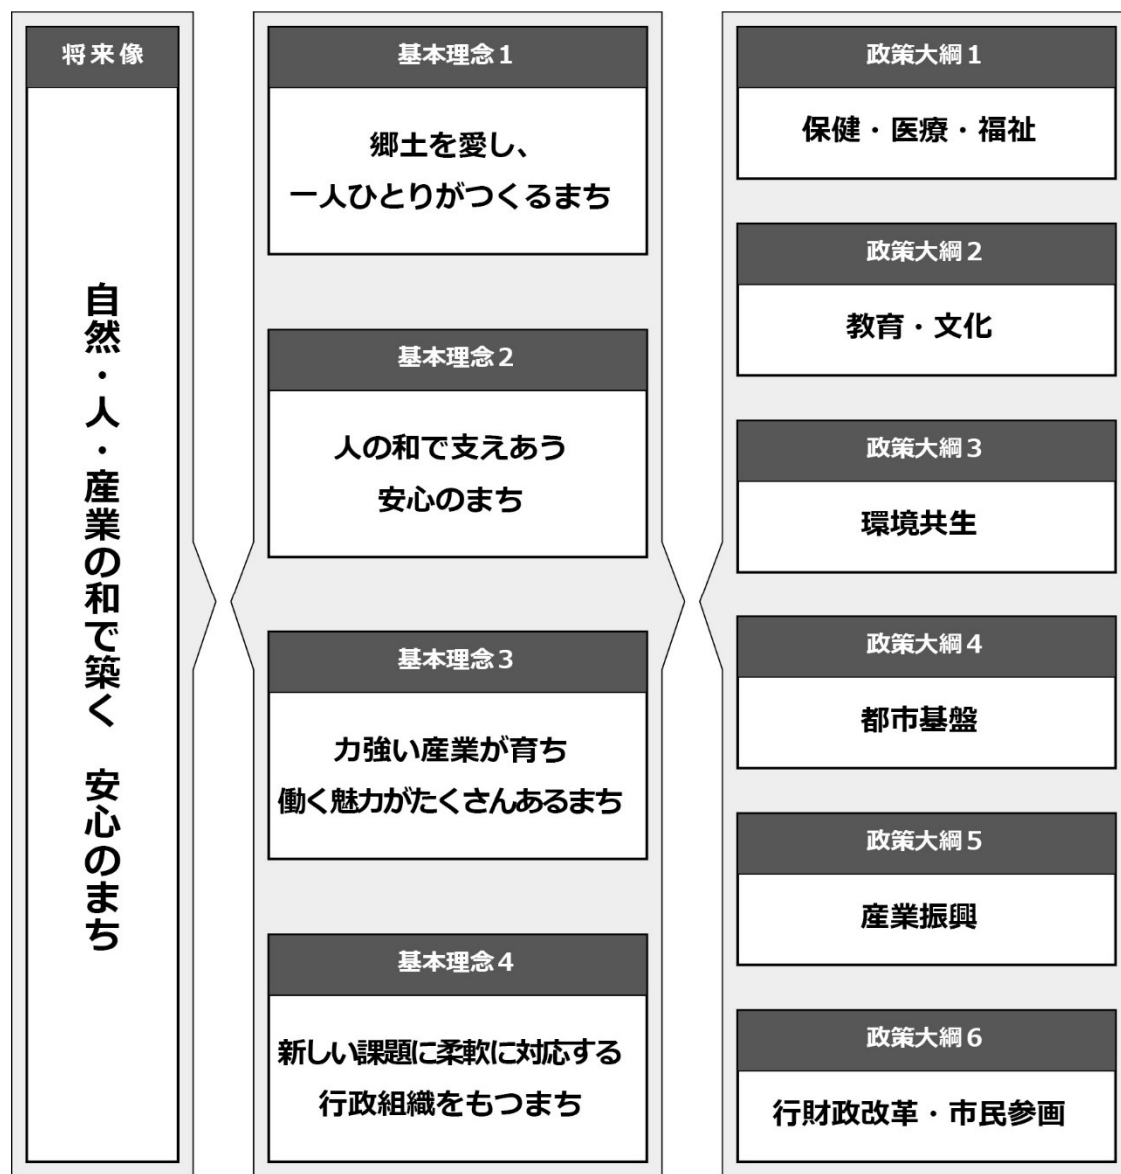 将来像
自然・人・産業の和で築く　安心のまち
基本理念１
郷土を愛し、
一人ひとりがつくるまち
基本理念２
人の和で支えあう
安心のまち
基本理念３
力強い産業が育ち
働く魅力がたくさんあるまち
基本理念４
新しい課題に柔軟に対応する
行政組織をもつまち
政策大綱１
保健・医療・福祉
政策大綱２
教育・文化
政策大綱３
環境共生
政策大綱４
都市基盤
政策大綱５
産業振興
政策大綱６
行財政改革・市民参画